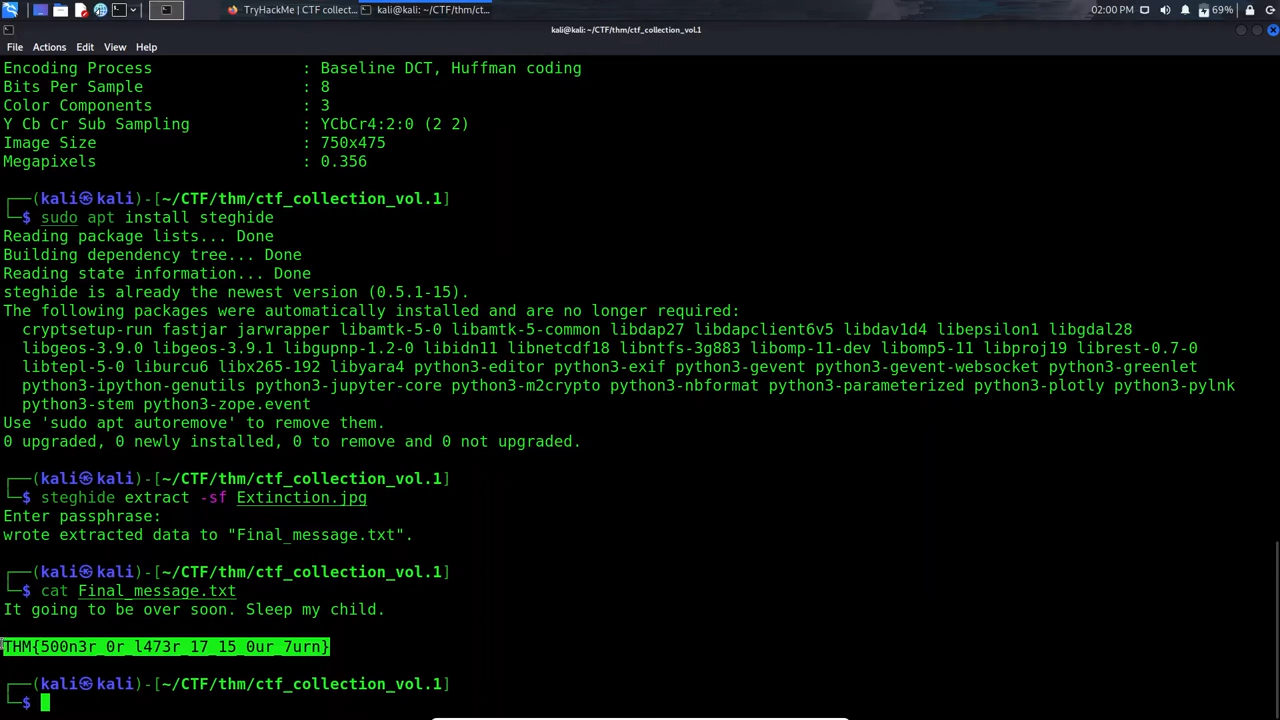 TryHackMe | CTF collect...
kali@kali: ~/CTF/thm/ct...
02:00 PM
69%
kali@kali: ~/CTF/thm/ctf_collection_vol.1
File Actions Edit View Help
Encoding Process : Baseline DCT, Huffman coding
Bits Per Sample : 8
Color Components : 3
Y Cb Cr Sub Sampling : YCbCr4:2:0 (2 2)
Image Size : 750x475
Megapixels : 0.356
┌──(kali㉿kali)-[~/CTF/thm/ctf_collection_vol.1]
└─$ sudo apt install steghide
Reading package lists... Done
Building dependency tree... Done
Reading state information... Done
steghide is already the newest version (0.5.1-15).
The following packages were automatically installed and are no longer required:
cryptsetup-run fastjar jarwrapper libamtk-5-0 libamtk-5-common libdap27 libdapclient6v5 libdav1d4 libepsilon1 libgdal28
libgeos-3.9.0 libgeos-3.9.1 libgupnp-1.2-0 libidn11 libnetcdf18 libntfs-3g883 libomp-11-dev libomp5-11 libproj19 librest-0.7-0
libtepl-5-0 liburcu6 libx265-192 libyara4 python3-editor python3-exif python3-gevent python3-gevent-websocket python3-greenlet
python3-ipython-genutils python3-jupyter-core python3-m2crypto python3-nbformat python3-parameterized python3-plotly python3-pylnk
python3-stem python3-zope.event
Use 'sudo apt autoremove' to remove them.
0 upgraded, 0 newly installed, 0 to remove and 0 not upgraded.
┌──(kali㉿kali)-[~/CTF/thm/ctf_collection_vol.1]
└─$ steghide extract -sf Extinction.jpg
Enter passphrase:
wrote extracted data to "Final_message.txt".
┌──(kali㉿kali)-[~/CTF/thm/ctf_collection_vol.1]
└─$ cat Final_message.txt
It going to be over soon. Sleep my child.
THM{500n3r_0r_l473r_17_15_0ur_7urn}
┌──(kali㉿kali)-[~/CTF/thm/ctf_collection_vol.1]
└─$